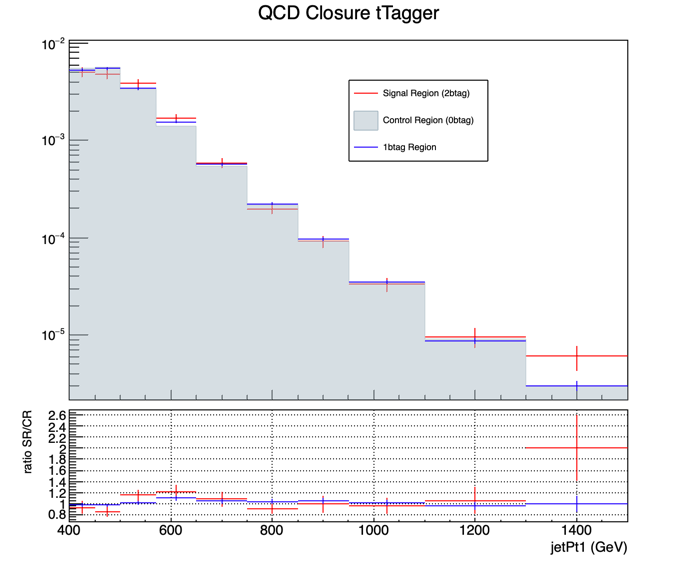 QCD Closure tTagger
10⁻²
10⁻³
10⁻⁴
10⁻⁵
Signal Region (2btag)
Control Region (0btag)
1btag Region
ratio SR/CR
2.6
2.4
2.2
2
1.8
1.6
1.4
1.2
1
0.8
400 600 800 1000 1200 1400
jetPt1 (GeV)